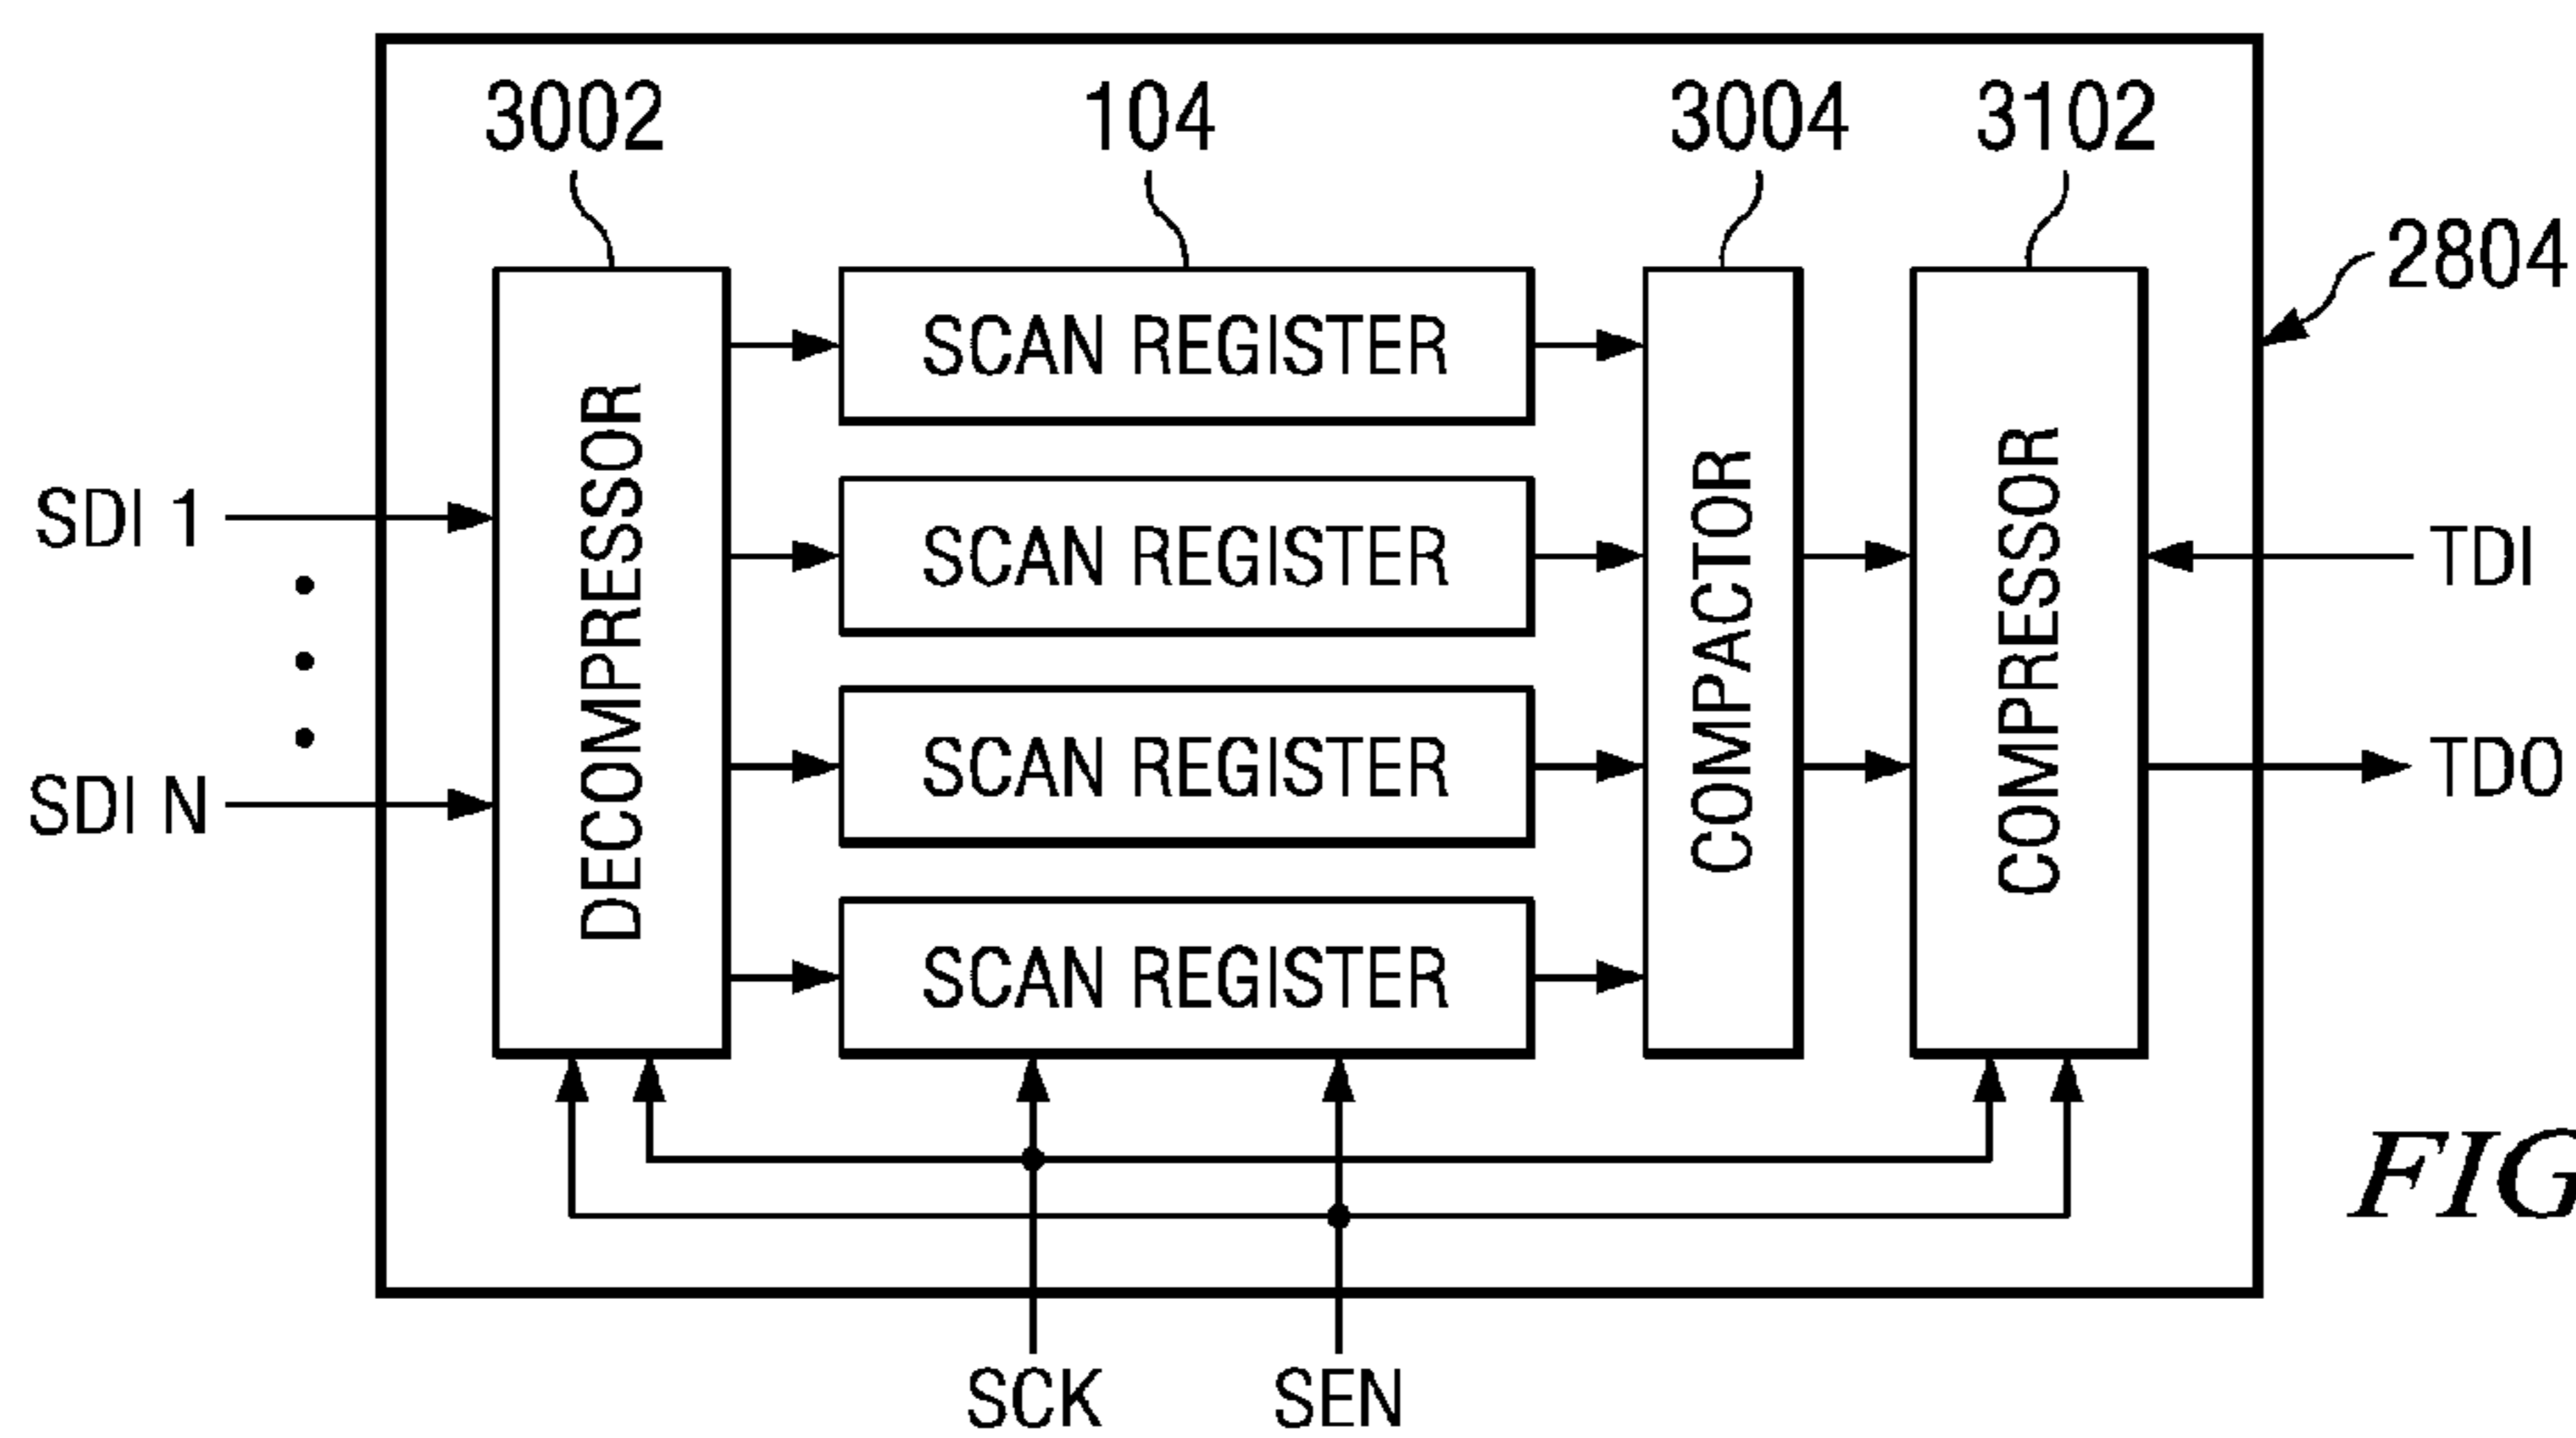 3002 104 3004 3102
2804
DECOMPRESSOR
SCAN REGISTER
SCAN REGISTER
SCAN REGISTER
SCAN REGISTER
COMPACTOR
COMPRESSOR
SDI 1
SDI N
TDI
TDO
SCK SEN
FIG